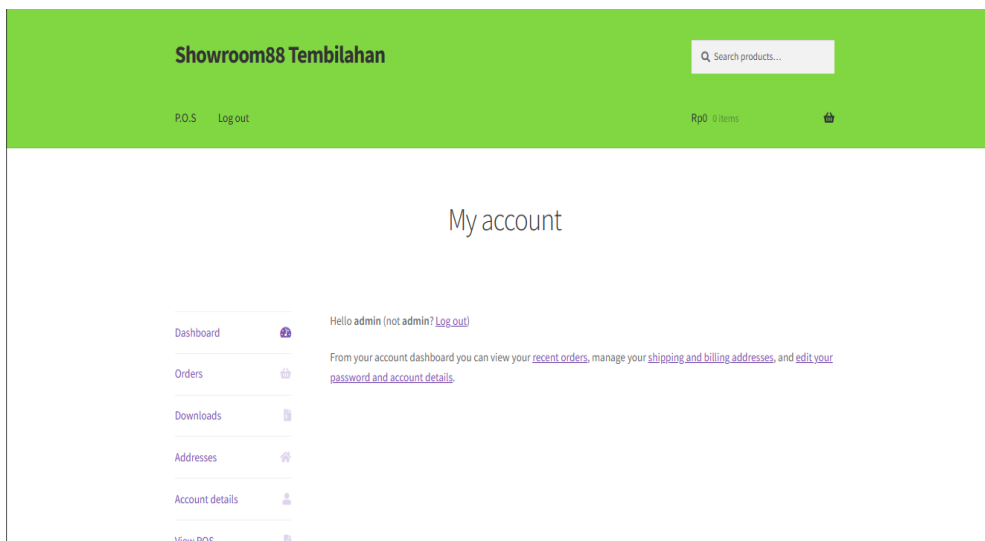 Showroom88 Tembilahan
Search products…
P.O.S Log out
Rp0 0 items
My account
Dashboard
Orders
Downloads
Addresses
Account details
View POS
Hello admin (not admin? Log out)
From your account dashboard you can view your recent orders, manage your shipping and billing addresses, and edit your
password and account details.